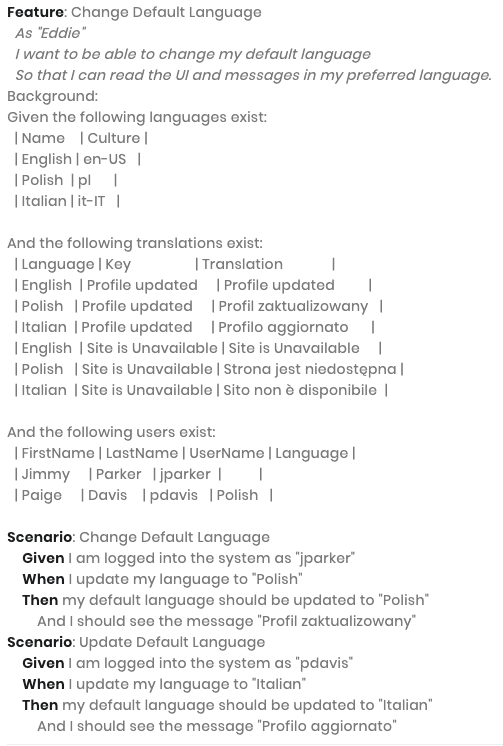 Feature: Change Default Language
As "Eddie"
I want to be able to change my default language
So that I can read the UI and messages in my preferred language.
Background:
Given the following languages exist:
| Name | Culture |
| English | en-US |
| Polish | pl |
| Italian | it-IT |
And the following translations exist:
| Language | Key | Translation |
| English | Profile updated | Profile updated |
| Polish | Profile updated | Profil zaktualizowany |
| Italian | Profile updated | Profilo aggiornato |
| English | Site is Unavailable | Site is Unavailable |
| Polish | Site is Unavailable | Strona jest niedostępna |
| Italian | Site is Unavailable | Sito non è disponibile |
And the following users exist:
| FirstName | LastName | UserName | Language |
| Jimmy | Parker | jparker | |
| Paige | Davis | pdavis | Polish |
Scenario: Change Default Language
Given I am logged into the system as "jparker"
When I update my language to "Polish"
Then my default language should be updated to "Polish"
And I should see the message "Profil zaktualizowany"
Scenario: Update Default Language
Given I am logged into the system as "pdavis"
When I update my language to "Italian"
Then my default language should be updated to "Italian"
And I should see the message "Profilo aggiornato"